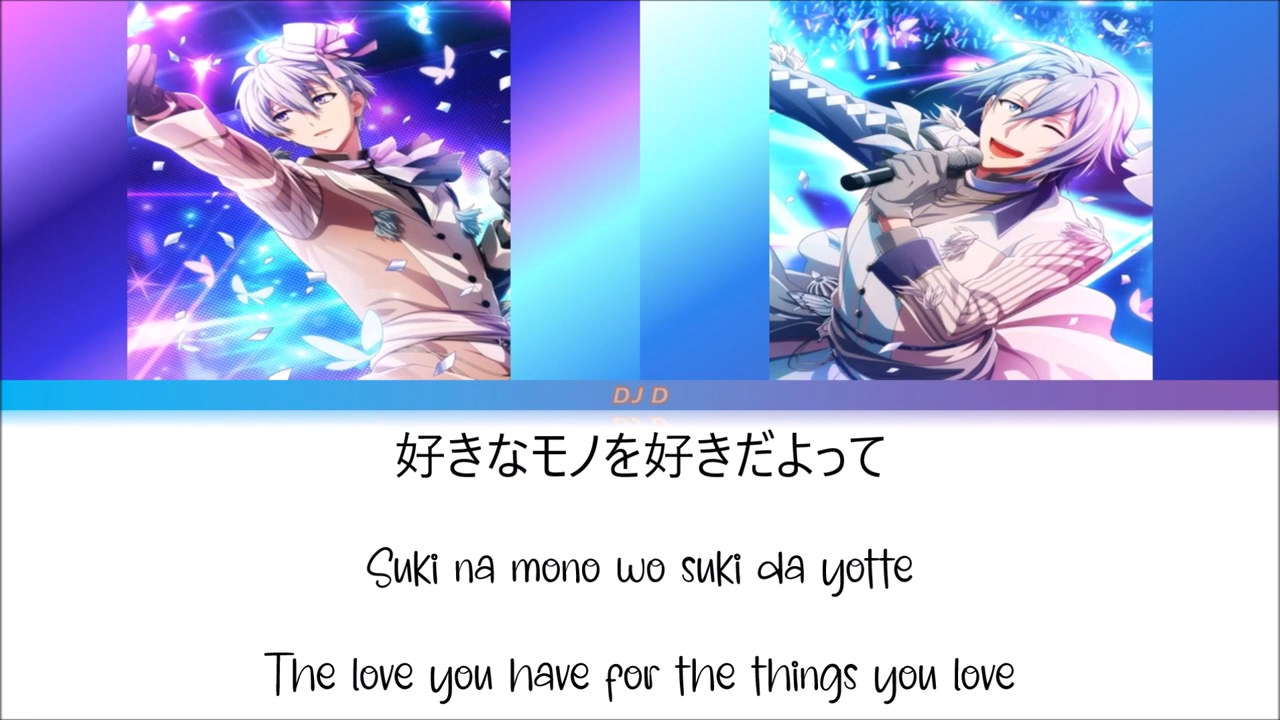 DJ D
好きなモノを好きだよって
Suki na mono wo suki da yotte
The love you have for the things you love